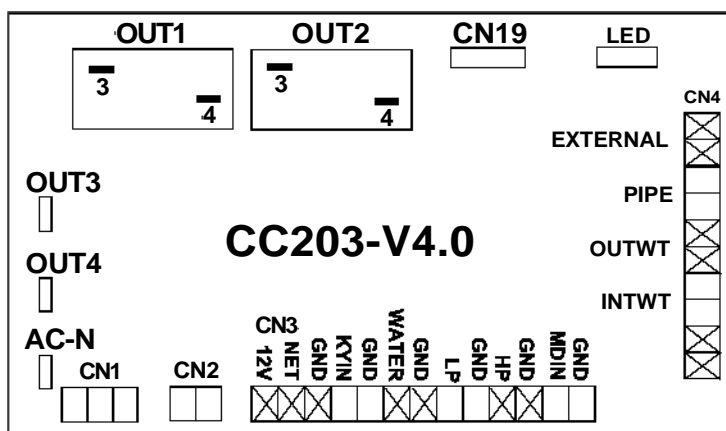 OUT1 OUT2 CN19 LED
3 4 3 4
CN4
EXTERNAL
PIPE
OUTWT
INTWT
OUT3
OUT4
AC-N
CC203-V4.0
CN1 CN2 CN3
12V NET GND KYIN GND WATER GND LP GND HP GND MDIN GND